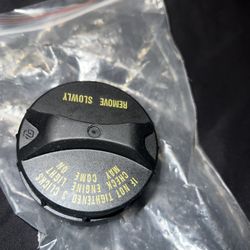 REMOVE SLOWLY
IF NOT TIGHTENED 3 CLICKS
CHECK ENGINE LIGHT
MAY COME ON